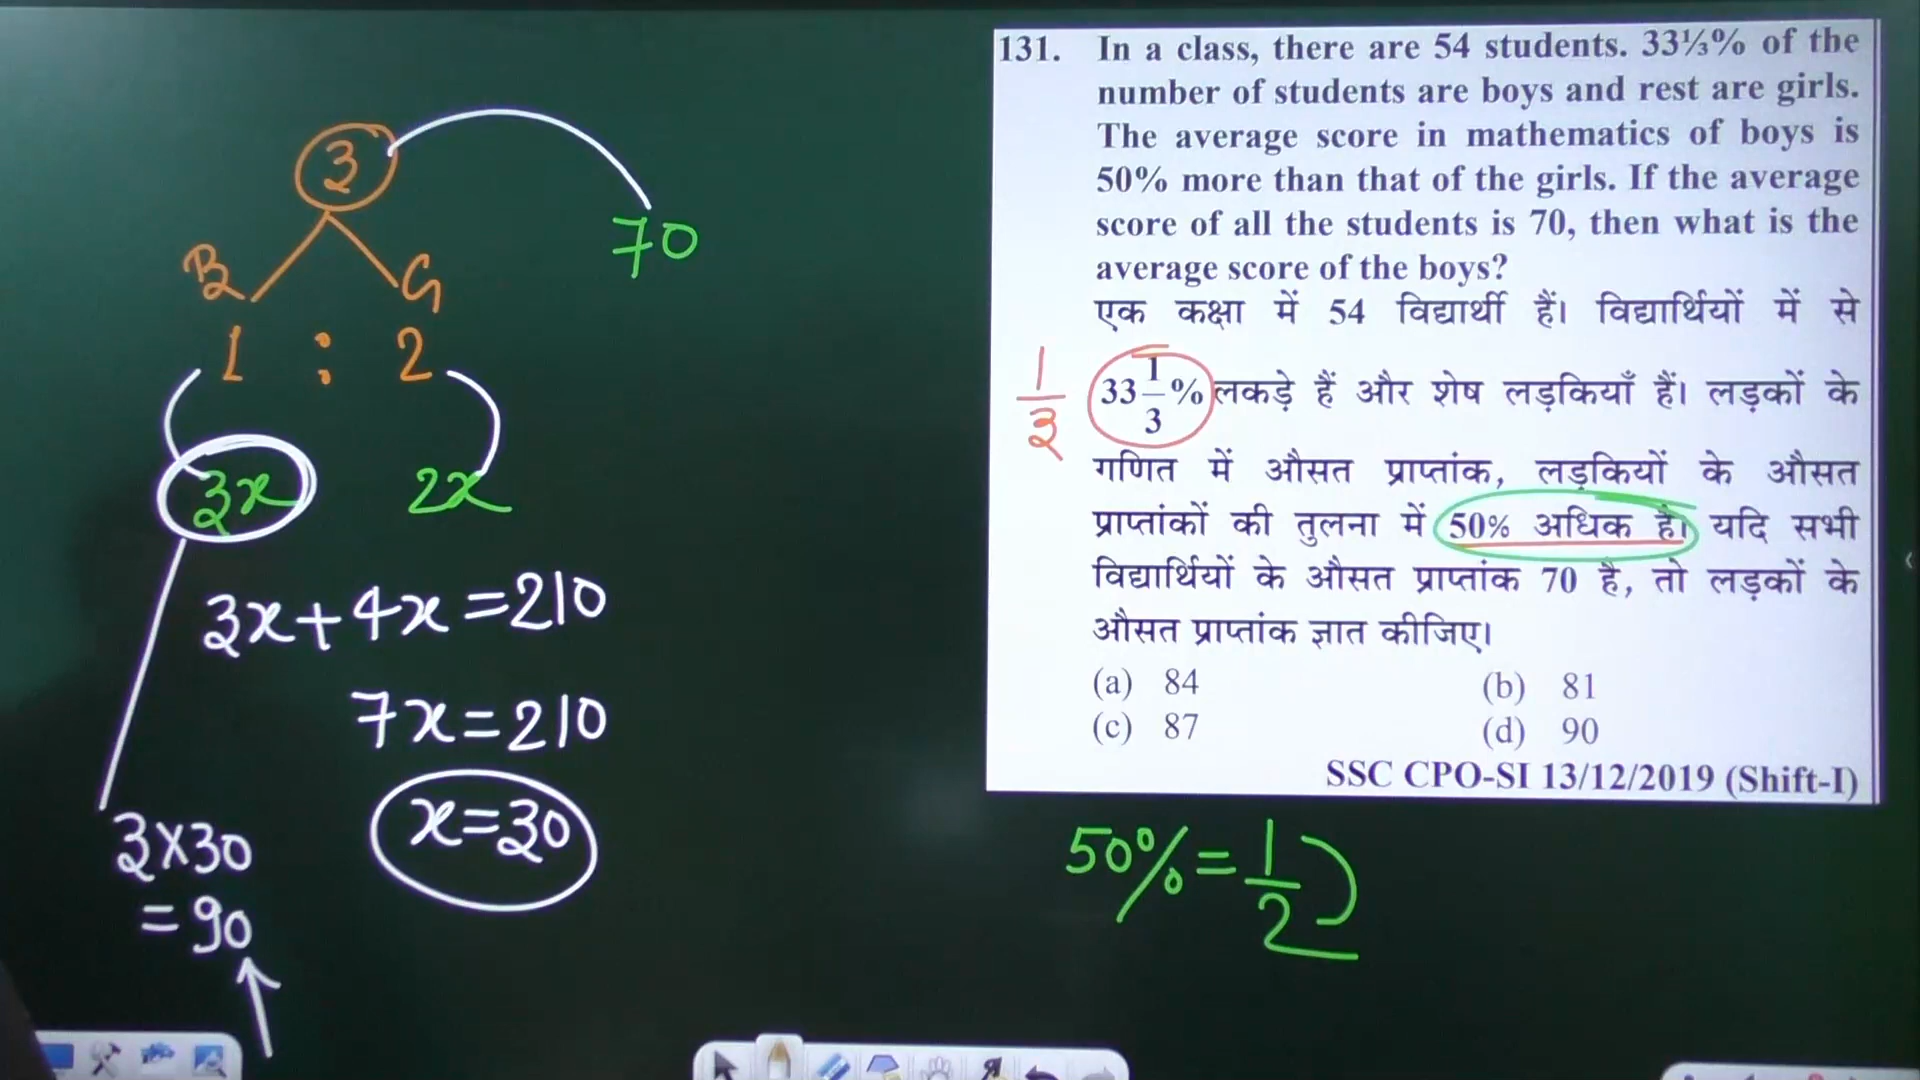 3
70
B G
1 : 2
3x 2x
3x+4x=210
7x=210
x=30
3×30
=90
131. In a class, there are 54 students. 33⅓% of the
number of students are boys and rest are girls.
The average score in mathematics of boys is
50% more than that of the girls. If the average
score of all the students is 70, then what is the
average score of the boys?
एक कक्षा में 54 विद्यार्थी हैं। विद्यार्थियों में से
1/3 33 1/3 % लकड़े हैं और शेष लड़कियाँ हैं। लड़कों के
गणित में औसत प्राप्तांक, लड़कियों के औसत
प्राप्तांकों की तुलना में 50% अधिक है। यदि सभी
विद्यार्थियों के औसत प्राप्तांक 70 है, तो लड़कों के
औसत प्राप्तांक ज्ञात कीजिए।
(a) 84 (b) 81
(c) 87 (d) 90
SSC CPO-SI 13/12/2019 (Shift-I)
50%=1/2